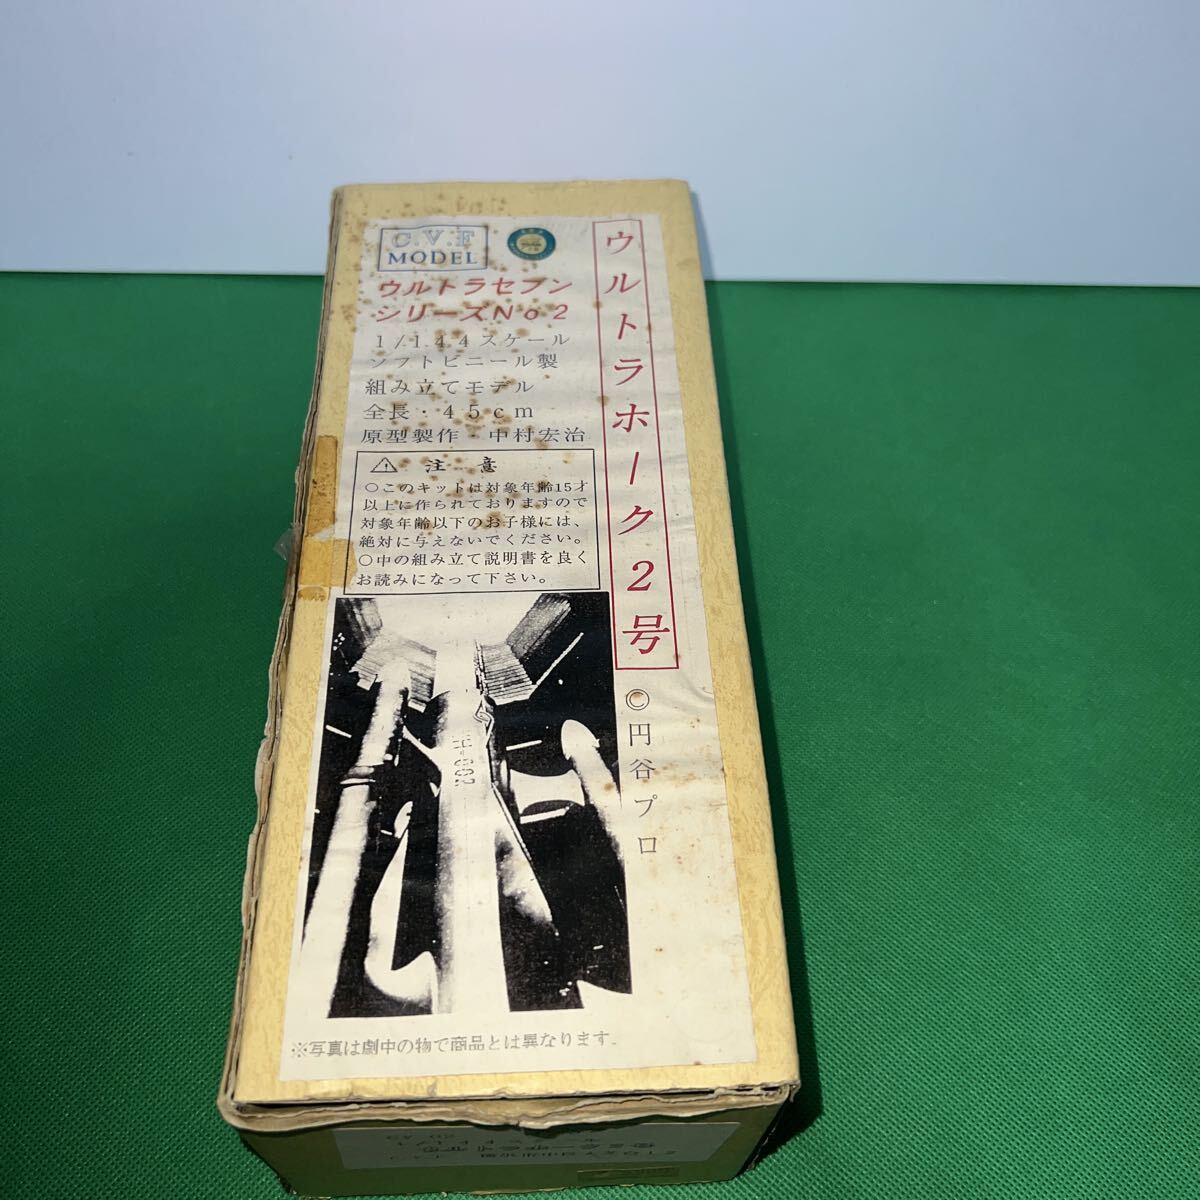 C.V.F
MODEL
ウルトラセブン
シリーズNo2
1/144スケール
ソフトビニール製
組み立てモデル
全長・45cm
原型製作・中村宏治
ウルトラホーク2号
©円谷プロ
⚠ 注 意
○このキットは対象年齢15才
以上に作られておりますので
対象年齢以下のお子様には、
絶対に与えないでください。
○中の組み立て説明書を良く
お読みになって下さい。
H-002
※写真は劇中の物で商品とは異なります.